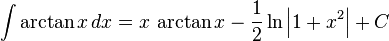 ∫ arctan x dx = x arctan x − 1/2 ln |1 + x²| + C